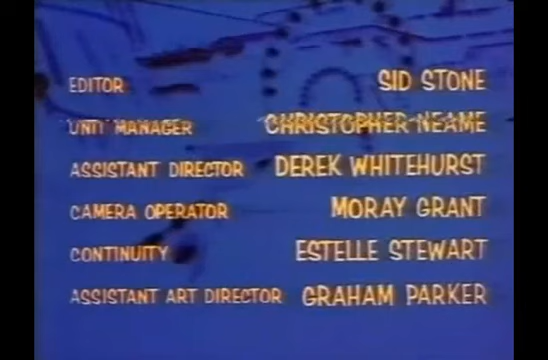 EDITOR SID STONE
UNIT MANAGER CHRISTOPHER NEAME
ASSISTANT DIRECTOR DEREK WHITEHURST
CAMERA OPERATOR MORAY GRANT
CONTINUITY ESTELLE STEWART
ASSISTANT ART DIRECTOR GRAHAM PARKER